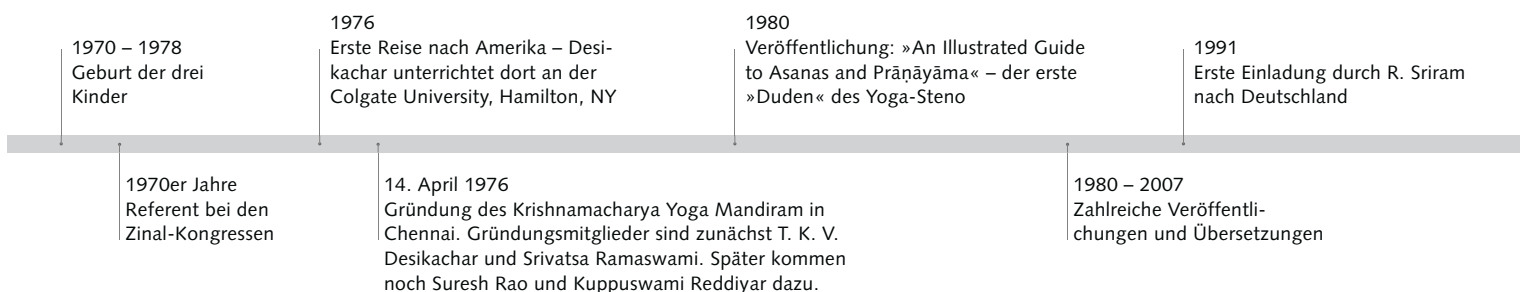 1970 – 1978
Geburt der drei
Kinder
1970er Jahre
Referent bei den
Zinal-Kongressen
1976
Erste Reise nach Amerika – Desi-
kachar unterrichtet dort an der
Colgate University, Hamilton, NY
14. April 1976
Gründung des Krishnamacharya Yoga Mandiram in
Chennai. Gründungsmitglieder sind zunächst T. K. V.
Desikachar und Srivatsa Ramaswami. Später kommen
noch Suresh Rao und Kuppuswami Reddiyar dazu.
1980
Veröffentlichung: »An Illustrated Guide
to Asanas and Prāṇāyāma« – der erste
»Duden« des Yoga-Steno
1980 – 2007
Zahlreiche Veröffentli-
chungen und Übersetzungen
1991
Erste Einladung durch R. Sriram
nach Deutschland